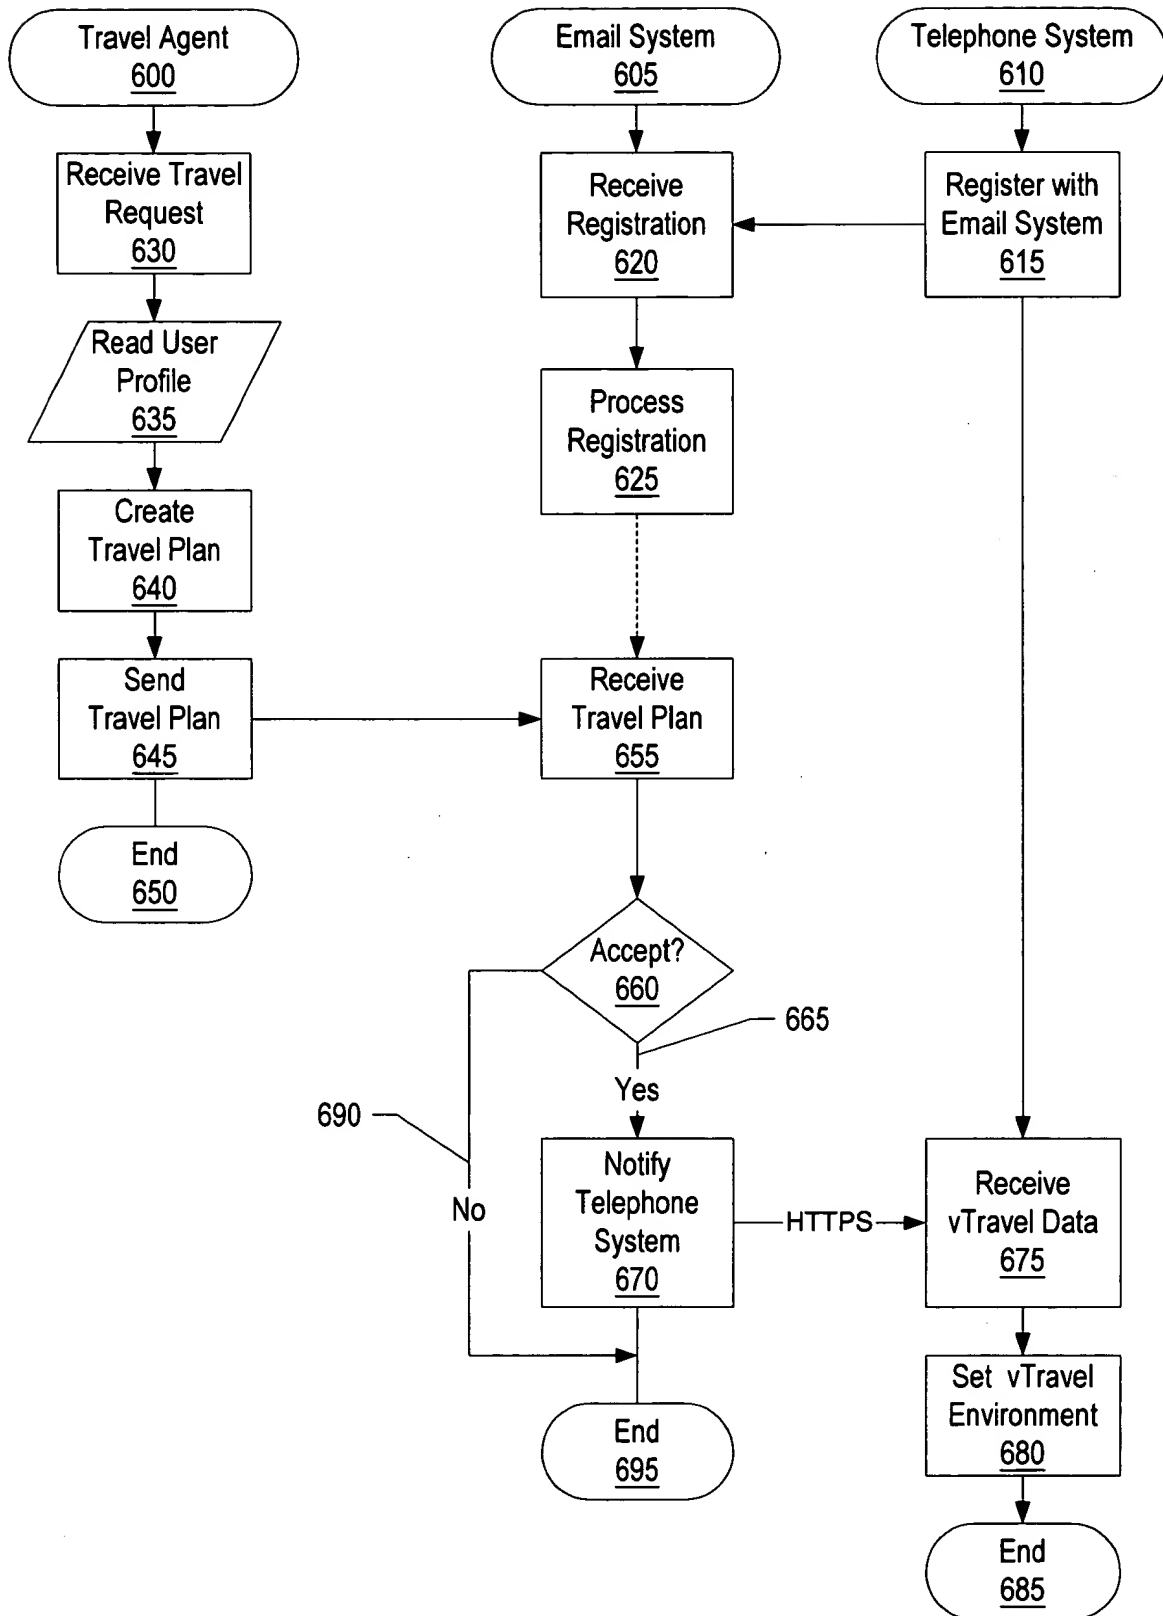 Travel Agent
600
Email System
605
Telephone System
610
Receive Travel
Request
630
Receive
Registration
620
Register with
Email System
615
Read User
Profile
635
Process
Registration
625
Create
Travel Plan
640
Send
Travel Plan
645
Receive
Travel Plan
655
End
650
Accept?
660
665
Yes
690
No
Notify
Telephone
System
670
HTTPS
Receive
vTravel Data
675
Set vTravel
Environment
680
End
695
End
685